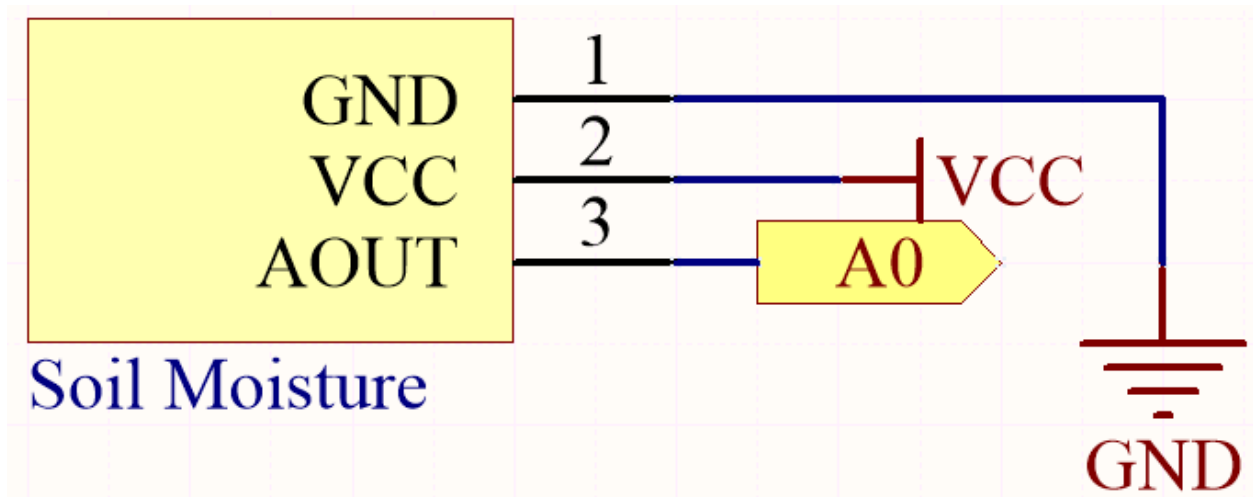 GND 1
VCC 2 VCC
AOUT 3 A0
Soil Moisture
GND